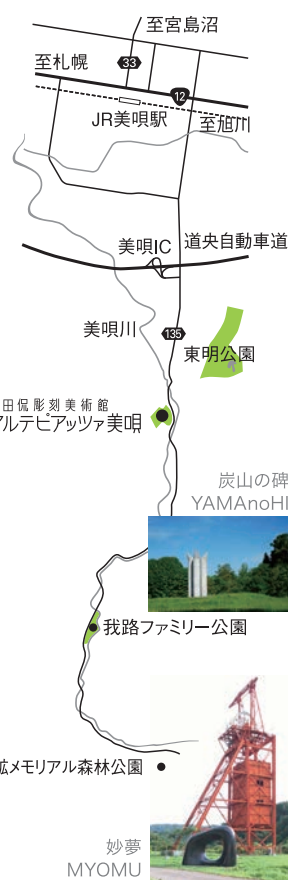 至宮島沼
至札幌
33
12
JR美唄駅
至旭川
美唄IC
道央自動車道
美唄川
135
東明公園
田侃彫刻美術館
アルテピアッツァ美唄
炭山の碑
YAMAnoHI
我路ファミリー公園
鉱メモリアル森林公園
妙夢
MYOMU